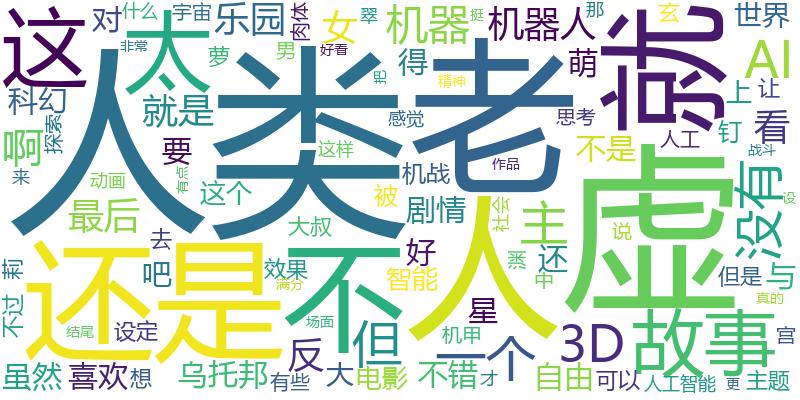 这
什么
宇宙
对
非常
太
乐园
肉体
翠
女
机器
机器人
那
玄
世界
好看
男
萝
把
得
挺
萌
AI
科幻
就是
人类
老
就
精神
上
让
探索
啊
要
感觉
思考
人工
钉
看
来
动画
有点
这个
这样
机战
作品
不是
战斗
没有
最后
大叔
被
剧情
社会
主
虚
设
去
吧
效果
好
智能
人
渊
还
说
中
但是
与
莉
不过
还是
不
满分
星
真的
结尾
设定
场面
但
机甲
一个
3D
故事
宫
反
虽然
喜欢
想
乌托邦
有些
大
电影
不错
才
自由
可以
人工智能
更
主题